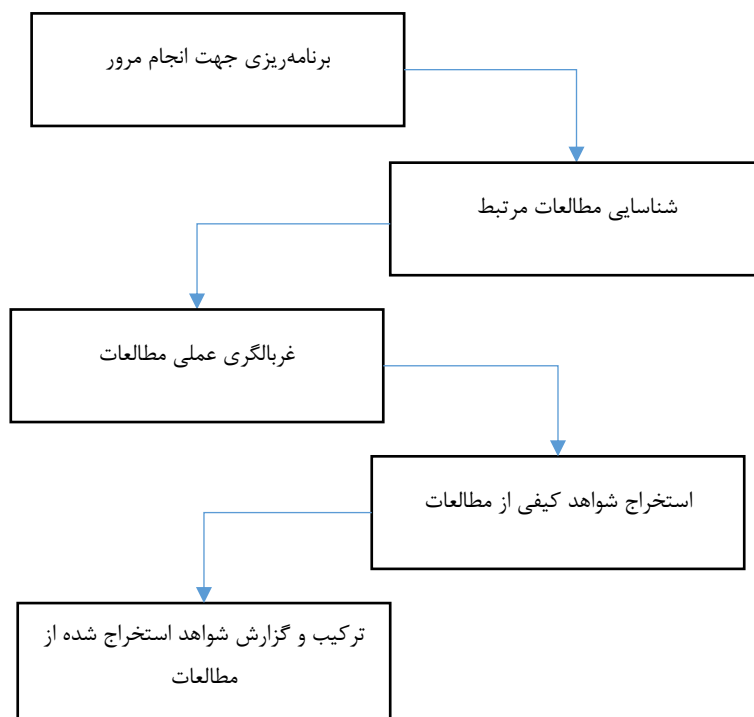 برنامه‌ریزی جهت انجام مرور
شناسایی مطالعات مرتبط
غربالگری عملی مطالعات
استخراج شواهد کیفی از مطالعات
ترکیب و گزارش شواهد استخراج شده از
مطالعات